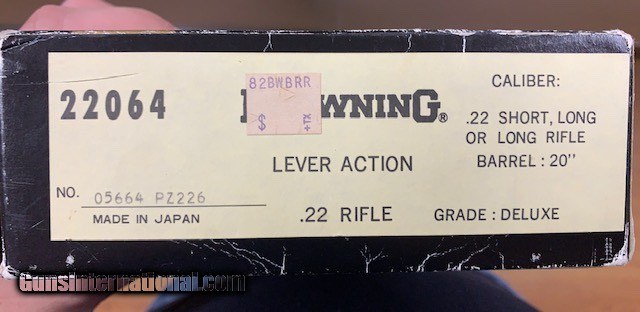 22064
82BWBRR
WNING®
$ +TX
LEVER ACTION
.22 RIFLE
CALIBER:
.22 SHORT, LONG
OR LONG RIFLE
BARREL : 20"
GRADE : DELUXE
NO. 05664 PZ226
MADE IN JAPAN
GunsInternational.com